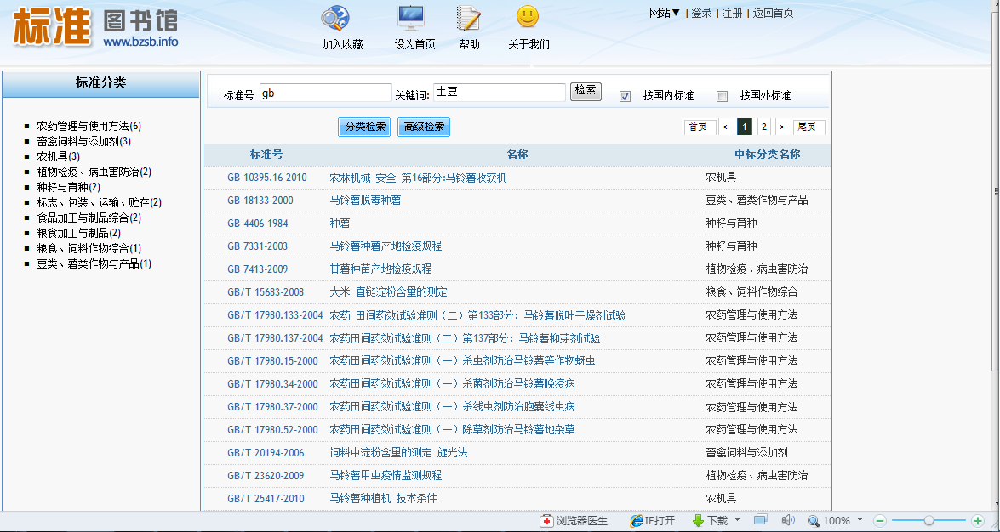 标准 图书馆
www.bzsb.info
加入收藏 设为首页 帮助 关于我们
网站▼ | 登录 | 注册 | 返回首页
标准分类
农药管理与使用方法(6)
畜禽饲料与添加剂(3)
农机具(3)
植物检疫、病虫害防治(2)
种籽与育种(2)
标志、包装、运输、贮存(2)
食品加工与制品综合(2)
粮食加工与制品(2)
粮食、饲料作物综合(1)
豆类、薯类作物与产品(1)
标准号 gb 关键词: 土豆 检索 按国内标准 按国外标准
分类检索 高级检索 首页 < 1 2 > 尾页
标准号 名称 中标分类名称
GB 10395.16-2010 农林机械 安全 第16部分:马铃薯收获机 农机具
GB 18133-2000 马铃薯脱毒种薯 豆类、薯类作物与产品
GB 4406-1984 种薯 种籽与育种
GB 7331-2003 马铃薯种薯产地检疫规程 种籽与育种
GB 7413-2009 甘薯种苗产地检疫规程 植物检疫、病虫害防治
GB/T 15683-2008 大米 直链淀粉含量的测定 粮食、饲料作物综合
GB/T 17980.133-2004 农药 田间药效试验准则（二）第133部分：马铃薯脱叶干燥剂试验 农药管理与使用方法
GB/T 17980.137-2004 农药田间药效试验准则（二）第137部分：马铃薯抑芽剂试验 农药管理与使用方法
GB/T 17980.15-2000 农药田间药效试验准则（一）杀虫剂防治马铃薯等作物蚜虫 农药管理与使用方法
GB/T 17980.34-2000 农药田间药效试验准则（一）杀菌剂防治马铃薯晚疫病 农药管理与使用方法
GB/T 17980.37-2000 农药田间药效试验准则（一）杀线虫剂防治胞囊线虫病 农药管理与使用方法
GB/T 17980.52-2000 农药田间药效试验准则（一）除草剂防治马铃薯地杂草 农药管理与使用方法
GB/T 20194-2006 饲料中淀粉含量的测定 旋光法 畜禽饲料与添加剂
GB/T 23620-2009 马铃薯甲虫疫情监测规程 植物检疫、病虫害防治
GB/T 25417-2010 马铃薯种植机 技术条件 农机具
浏览器医生 IE打开 下载 100%